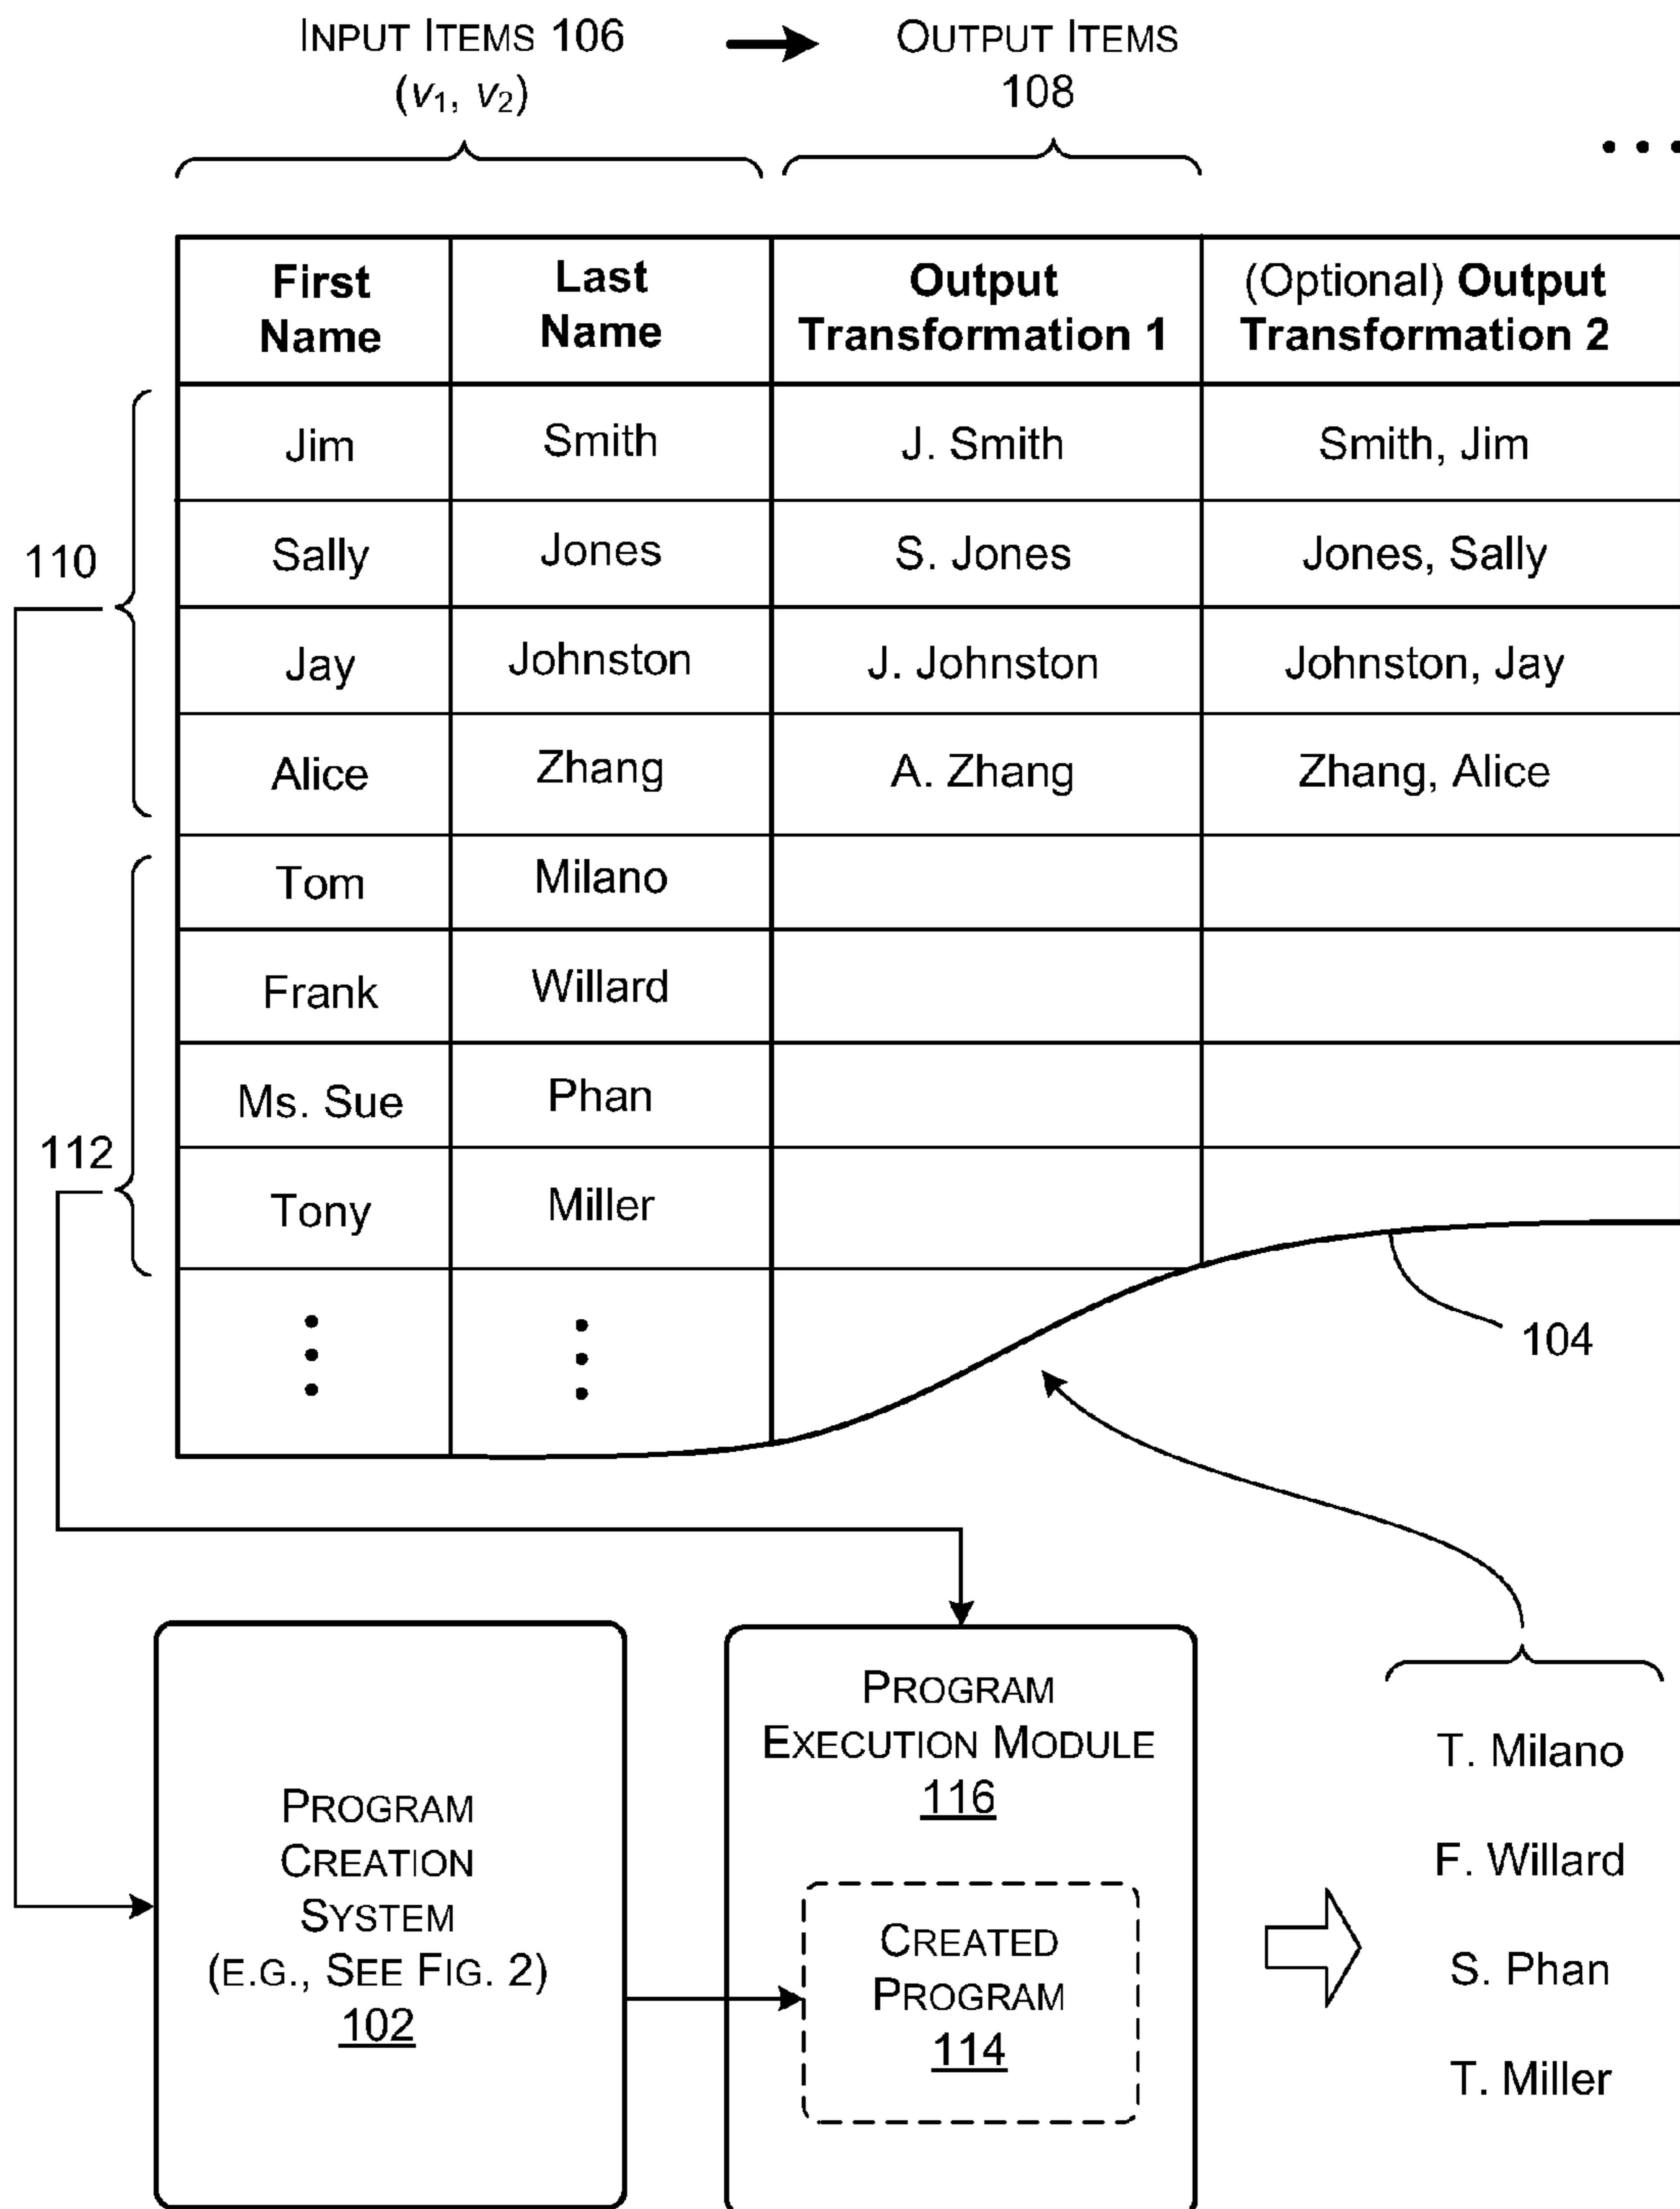 INPUT ITEMS 106
(v1, v2)
OUTPUT ITEMS
108
First
Name
Last
Name
Output
Transformation 1
(Optional) Output
Transformation 2
Jim
Smith
J. Smith
Smith, Jim
110
Sally
Jones
S. Jones
Jones, Sally
Jay
Johnston
J. Johnston
Johnston, Jay
Alice
Zhang
A. Zhang
Zhang, Alice
Tom
Milano
Frank
Willard
Ms. Sue
Phan
112
Tony
Miller
104
PROGRAM
CREATION
SYSTEM
(E.G., SEE FIG. 2)
102
PROGRAM
EXECUTION MODULE
116
CREATED
PROGRAM
114
T. Milano
F. Willard
S. Phan
T. Miller